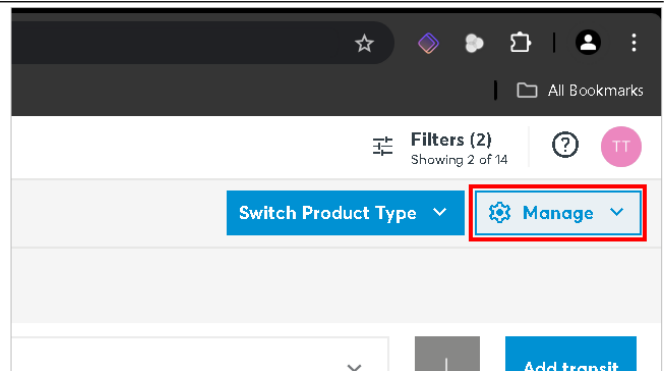 All Bookmarks
Filters (2)
Showing 2 of 14
TT
Switch Product Type
Manage
Add transit